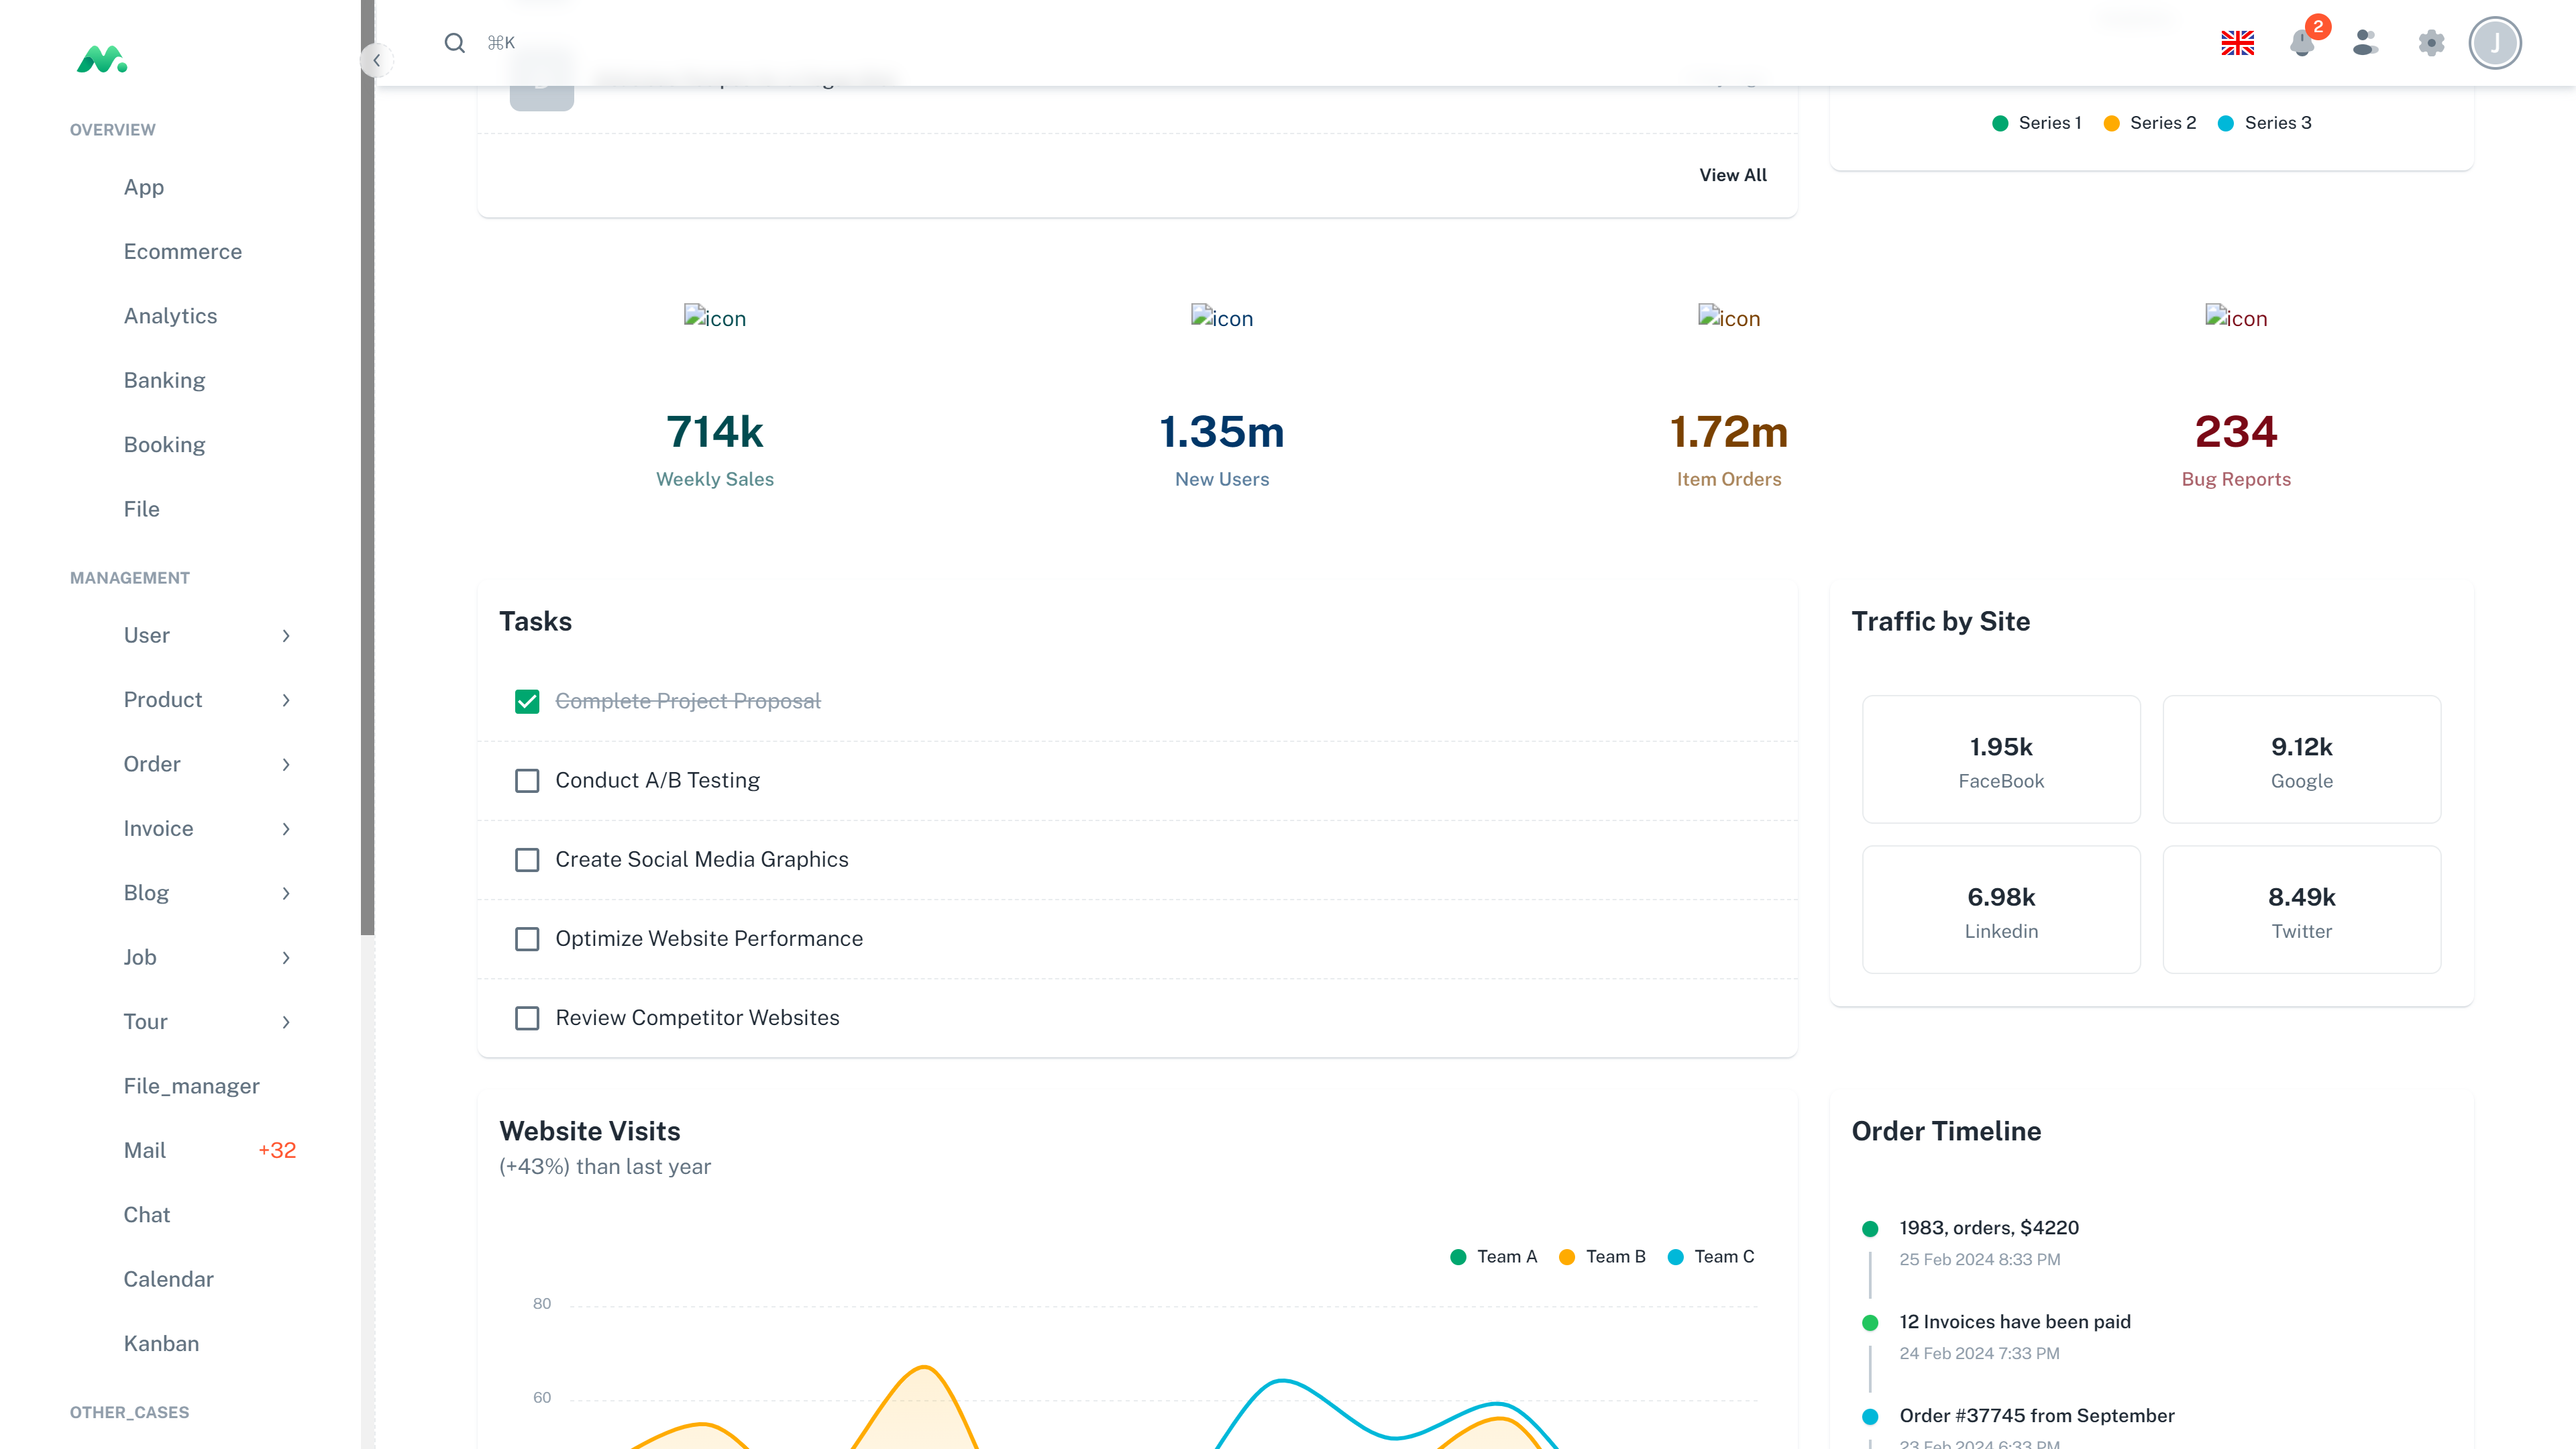 OVERVIEW
App
Ecommerce
Analytics
Banking
Booking
File
MANAGEMENT
User
Product
Order
Invoice
Blog
Job
Tour
File_manager
Mail +32
Chat
Calendar
Kanban
OTHER_CASES
⌘K
2
J
View All
Series 1 Series 2 Series 3
icon icon icon icon
714k 1.35m 1.72m 234
Weekly Sales New Users Item Orders Bug Reports
Tasks
Complete Project Proposal
Conduct A/B Testing
Create Social Media Graphics
Optimize Website Performance
Review Competitor Websites
Traffic by Site
1.95k 9.12k
FaceBook Google
6.98k 8.49k
Linkedin Twitter
Website Visits
(+43%) than last year
Team A Team B Team C
80
60
Order Timeline
1983, orders, $4220
25 Feb 2024 8:33 PM
12 Invoices have been paid
24 Feb 2024 7:33 PM
Order #37745 from September
23 Feb 2024 6:33 PM